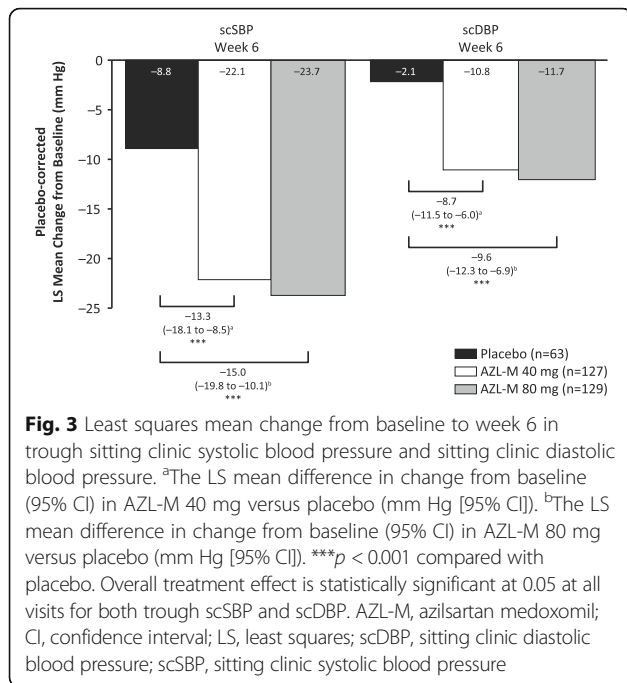 scSBP
Week 6
scDBP
Week 6
Placebo-corrected
LS Mean Change from Baseline (mm Hg)
0
−5
−10
−15
−20
−25
−8.8
−22.1
−23.7
−2.1
−10.8
−11.7
−8.7
(−11.5 to −6.0)ᵃ
***
−9.6
(−12.3 to −6.9)ᵇ
***
−13.3
(−18.1 to −8.5)ᵃ
***
−15.0
(−19.8 to −10.1)ᵇ
***
Placebo (n=63)
AZL-M 40 mg (n=127)
AZL-M 80 mg (n=129)
Fig. 3 Least squares mean change from baseline to week 6 in
trough sitting clinic systolic blood pressure and sitting clinic diastolic
blood pressure. ᵃThe LS mean difference in change from baseline
(95% CI) in AZL-M 40 mg versus placebo (mm Hg [95% CI]). ᵇThe LS
mean difference in change from baseline (95% CI) in AZL-M 80 mg
versus placebo (mm Hg [95% CI]). ***p < 0.001 compared with
placebo. Overall treatment effect is statistically significant at 0.05 at all
visits for both trough scSBP and scDBP. AZL-M, azilsartan medoxomil;
CI, confidence interval; LS, least squares; scDBP, sitting clinic diastolic
blood pressure; scSBP, sitting clinic systolic blood pressure